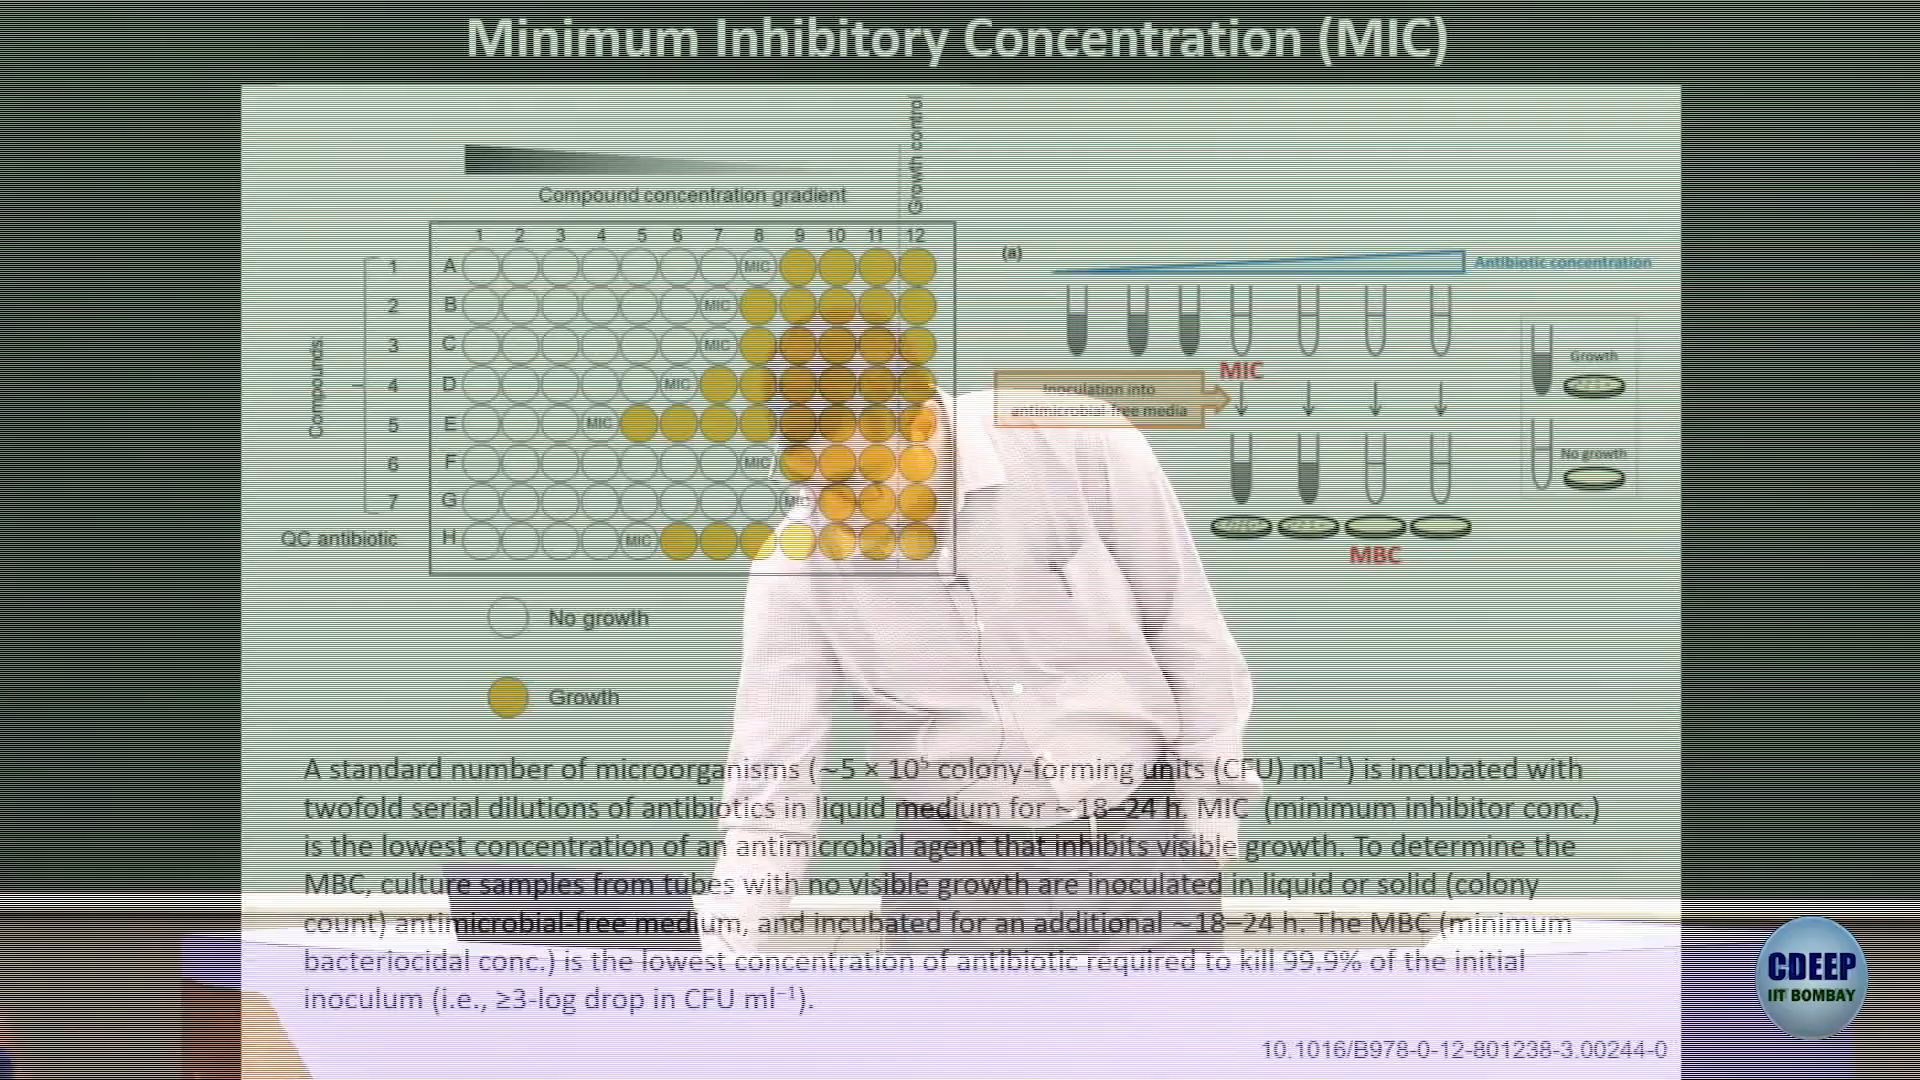 Minimum Inhibitory Concentration (MIC)
Growth control
Compound concentration gradient
1 2 3 4 5 6 7 8 9 10 11 12
Compounds:
1 A MIC
2 B MIC
3 C MIC
4 D MIC
5 E MIC
6 F MIC
7 G MIC
QC antibiotic H MIC
No growth
Growth
(a)
Antibiotic concentration
MIC
Inoculation into
antimicrobial-free media
Growth
No growth
MBC
A standard number of microorganisms (~5 × 10⁵ colony-forming units (CFU) ml⁻¹) is incubated with
twofold serial dilutions of antibiotics in liquid medium for ~18–24 h. MIC (minimum inhibitor conc.)
is the lowest concentration of an antimicrobial agent that inhibits visible growth. To determine the
MBC, culture samples from tubes with no visible growth are inoculated in liquid or solid (colony
count) antimicrobial-free medium, and incubated for an additional ~18–24 h. The MBC (minimum
bacteriocidal conc.) is the lowest concentration of antibiotic required to kill 99.9% of the initial
inoculum (i.e., ≥3-log drop in CFU ml⁻¹).
10.1016/B978-0-12-801238-3.00244-0
CDEEP
IIT BOMBAY